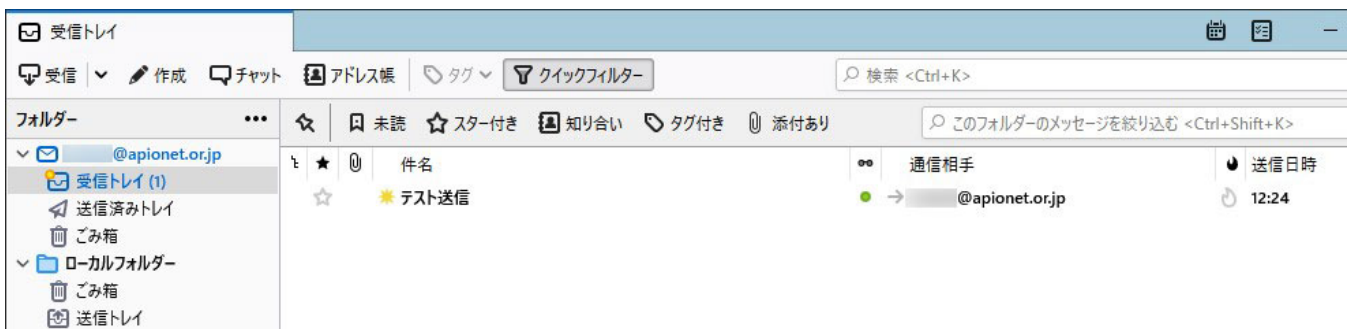 受信トレイ
受信 作成 チャット アドレス帳 タグ クイックフィルター 検索 <Ctrl+K>
フォルダー ••• 未読 スター付き 知り合い タグ付き 添付あり このフォルダーのメッセージを絞り込む <Ctrl+Shift+K>
@apionet.or.jp
件名 通信相手 送信日時
受信トレイ (1)
テスト送信 @apionet.or.jp 12:24
送信済みトレイ
ごみ箱
ローカルフォルダー
ごみ箱
送信トレイ